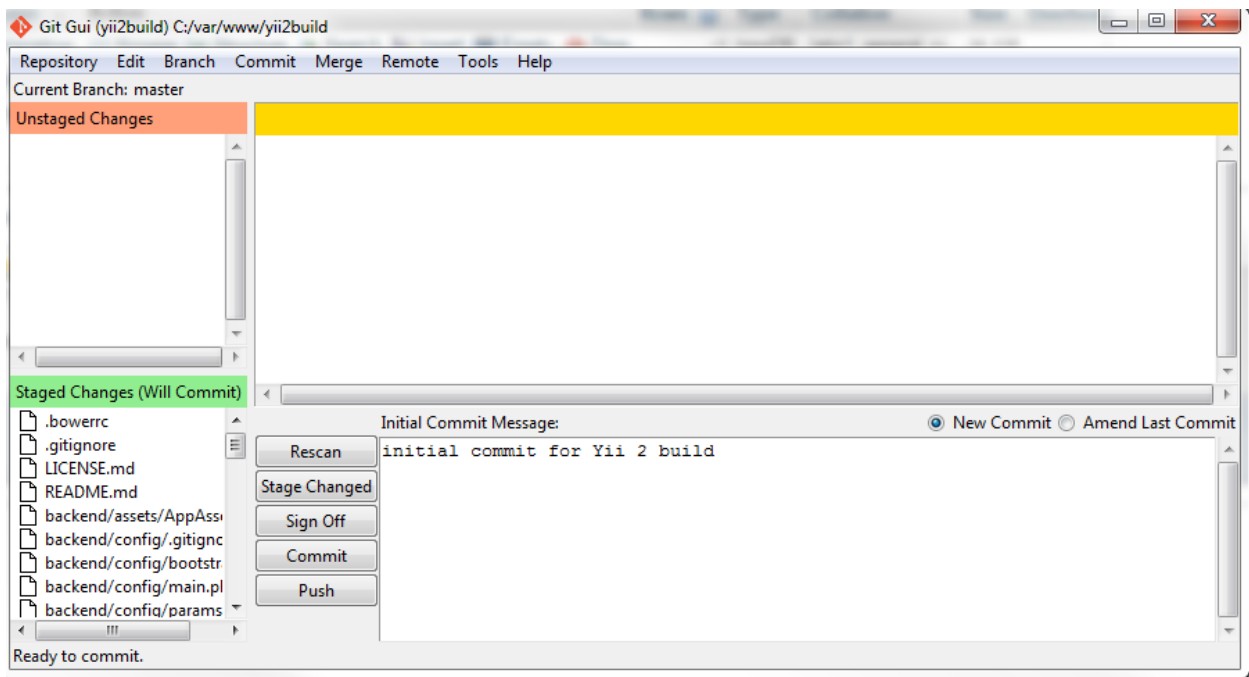 Git Gui (yii2build) C:/var/www/yii2build
Repository Edit Branch Commit Merge Remote Tools Help
Current Branch: master
Unstaged Changes
Staged Changes (Will Commit)
.bowerrc
.gitignore
LICENSE.md
README.md
backend/assets/AppAss
backend/config/.gitignc
backend/config/bootstr
backend/config/main.pl
backend/config/params
Initial Commit Message:
New Commit Amend Last Commit
Rescan
Stage Changed
Sign Off
Commit
Push
initial commit for Yii 2 build
Ready to commit.